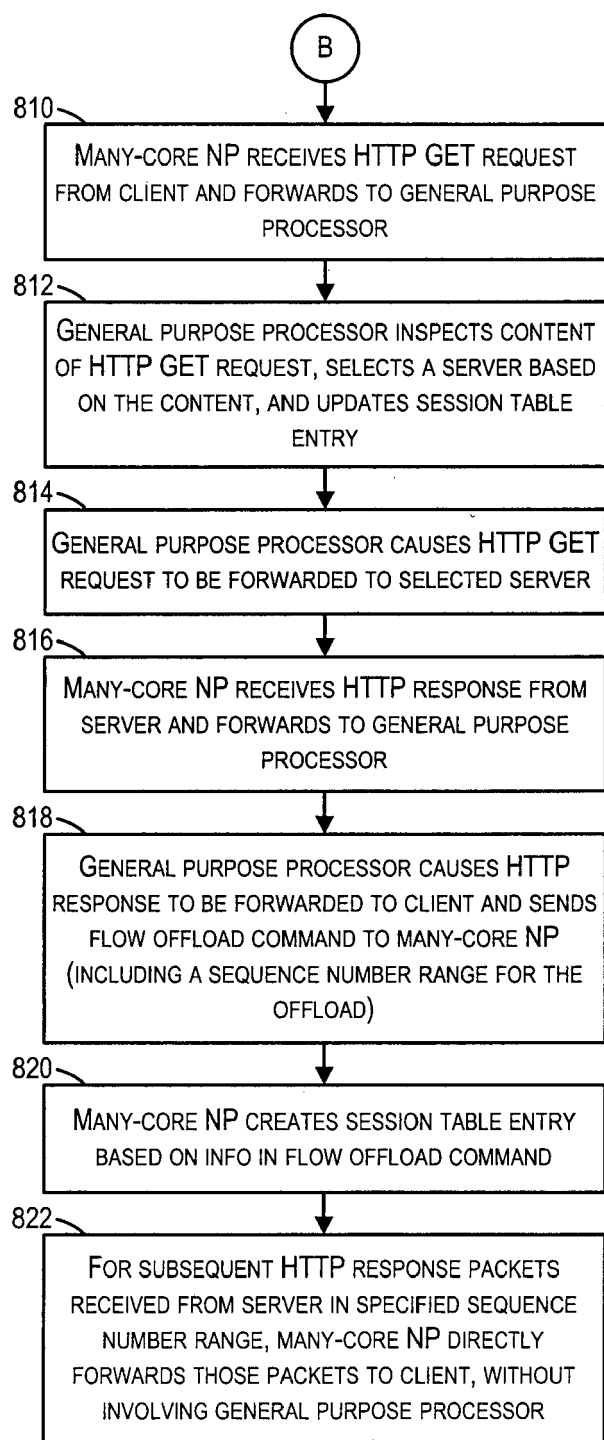 B
810
MANY-CORE NP RECEIVES HTTP GET REQUEST
FROM CLIENT AND FORWARDS TO GENERAL PURPOSE
PROCESSOR
812
GENERAL PURPOSE PROCESSOR INSPECTS CONTENT
OF HTTP GET REQUEST, SELECTS A SERVER BASED
ON THE CONTENT, AND UPDATES SESSION TABLE
ENTRY
814
GENERAL PURPOSE PROCESSOR CAUSES HTTP GET
REQUEST TO BE FORWARDED TO SELECTED SERVER
816
MANY-CORE NP RECEIVES HTTP RESPONSE FROM
SERVER AND FORWARDS TO GENERAL PURPOSE
PROCESSOR
818
GENERAL PURPOSE PROCESSOR CAUSES HTTP
RESPONSE TO BE FORWARDED TO CLIENT AND SENDS
FLOW OFFLOAD COMMAND TO MANY-CORE NP
(INCLUDING A SEQUENCE NUMBER RANGE FOR THE
OFFLOAD)
820
MANY-CORE NP CREATES SESSION TABLE ENTRY
BASED ON INFO IN FLOW OFFLOAD COMMAND
822
FOR SUBSEQUENT HTTP RESPONSE PACKETS
RECEIVED FROM SERVER IN SPECIFIED SEQUENCE
NUMBER RANGE, MANY-CORE NP DIRECTLY
FORWARDS THOSE PACKETS TO CLIENT, WITHOUT
INVOLVING GENERAL PURPOSE PROCESSOR